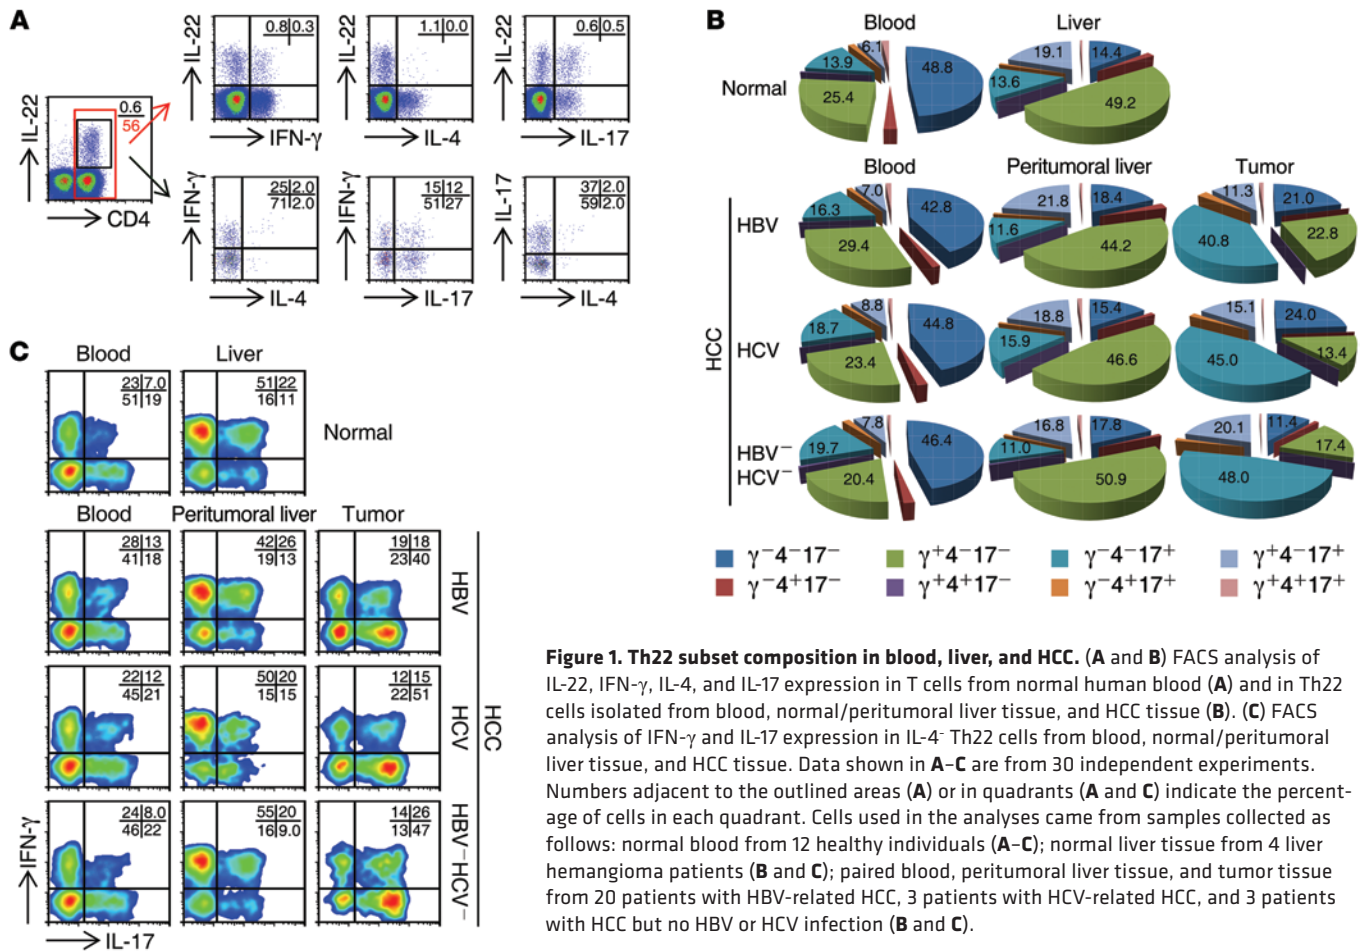 A
IL-22
0.8 0.3
IFN-γ
IL-22
1.1 0.0
IL-4
IL-22
0.6 0.5
IL-17
IL-22
0.6
56
CD4
IFN-γ
25 2.0
71 2.0
IL-4
IFN-γ
15 12
51 27
IL-17
IL-17
37 2.0
59 2.0
IL-4
B
Blood Liver
Normal
6.1 13.9 48.8 25.4
19.1 14.4 13.6 49.2
HCC
Blood Peritumoral liver Tumor
HBV
7.0 16.3 42.8 29.4
21.8 18.4 11.6 44.2
11.3 21.0 40.8 22.8
HCV
8.8 18.7 44.8 23.4
18.8 15.4 15.9 46.6
15.1 24.0 45.0 13.4
HBV−
HCV−
7.8 19.7 46.4 20.4
16.8 17.8 11.0 50.9
20.1 11.4 48.0 17.4
γ−4−17− γ+4−17− γ−4−17+ γ+4−17+
γ−4+17− γ+4+17− γ−4+17+ γ+4+17+
C
Blood Liver
23 7.0 51 22
51 19 16 11
Normal
Blood Peritumoral liver Tumor
28 13 42 26 19 18
41 18 19 13 23 40
HBV
22 12 50 20 12 15
45 21 15 15 22 51
HCV
HCC
24 8.0 55 20 14 26
46 22 16 9.0 13 47
HBV−HCV−
IFN-γ
IL-17
Figure 1. Th22 subset composition in blood, liver, and HCC. (A and B) FACS analysis of
IL-22, IFN-γ, IL-4, and IL-17 expression in T cells from normal human blood (A) and in Th22
cells isolated from blood, normal/peritumoral liver tissue, and HCC tissue (B). (C) FACS
analysis of IFN-γ and IL-17 expression in IL-4- Th22 cells from blood, normal/peritumoral
liver tissue, and HCC tissue. Data shown in A–C are from 30 independent experiments.
Numbers adjacent to the outlined areas (A) or in quadrants (A and C) indicate the percent-
age of cells in each quadrant. Cells used in the analyses came from samples collected as
follows: normal blood from 12 healthy individuals (A–C); normal liver tissue from 4 liver
hemangioma patients (B and C); paired blood, peritumoral liver tissue, and tumor tissue
from 20 patients with HBV-related HCC, 3 patients with HCV-related HCC, and 3 patients
with HCC but no HBV or HCV infection (B and C).